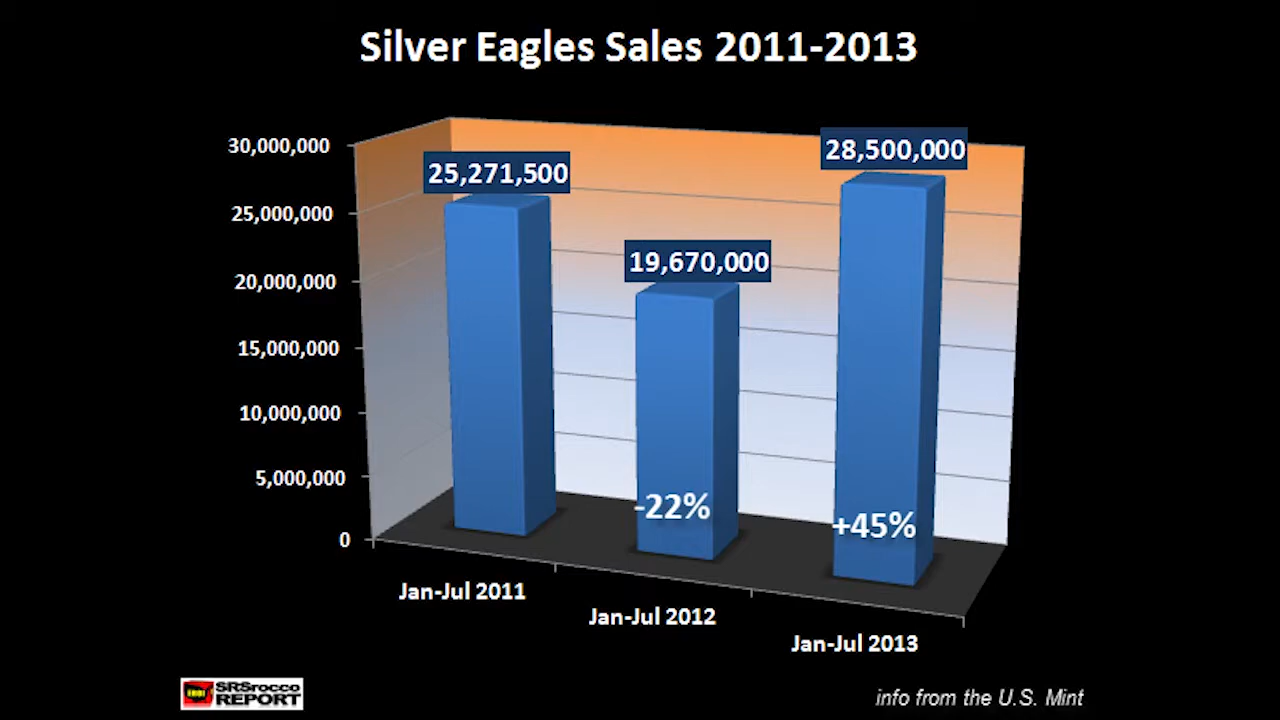 Silver Eagles Sales 2011-2013
30,000,000
25,000,000
20,000,000
15,000,000
10,000,000
5,000,000
0
25,271,500
19,670,000
28,500,000
-22%
+45%
Jan-Jul 2011
Jan-Jul 2012
Jan-Jul 2013
SRSrocco
REPORT
info from the U.S. Mint